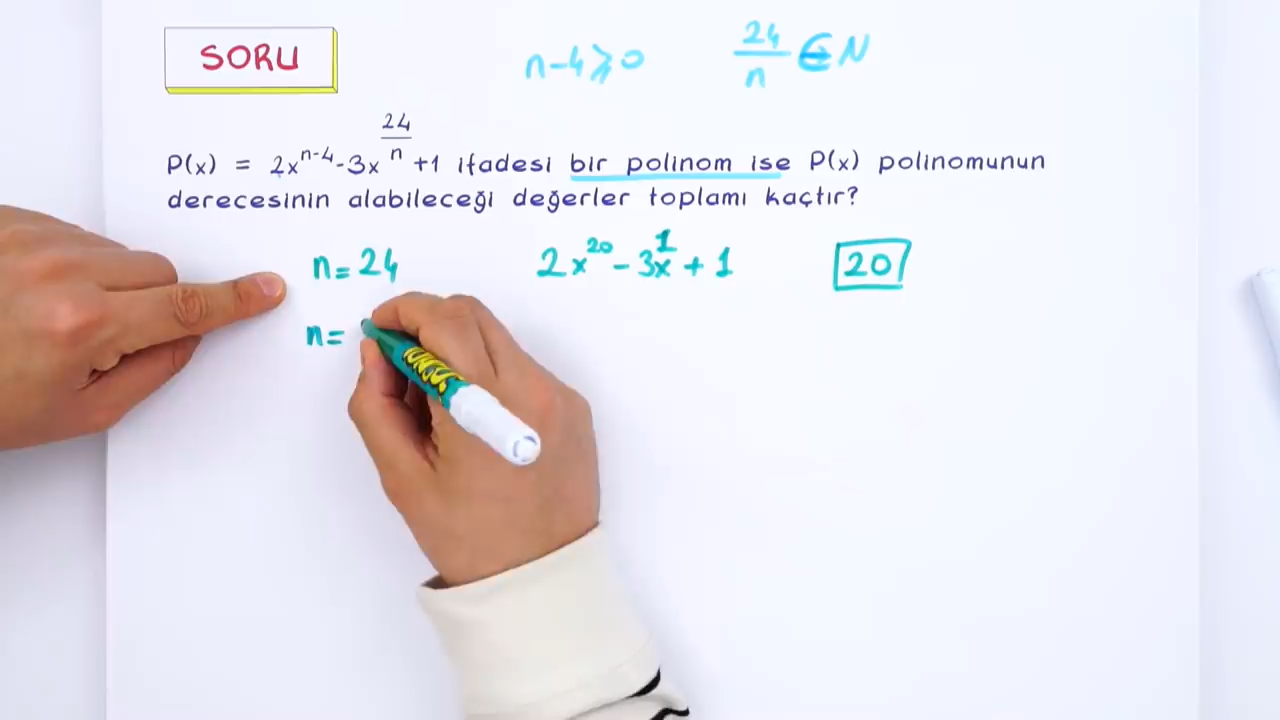 SORU
n-4⩾0 24/n ∈ N
P(x) = 2x^{n-4}-3x^{24/n}+1 ifadesi bir polinom ise P(x) polinomunun
derecesinin alabileceği değerler toplamı kaçtır?
n=24 2x^{20}-3x^{1}+1 20
n=